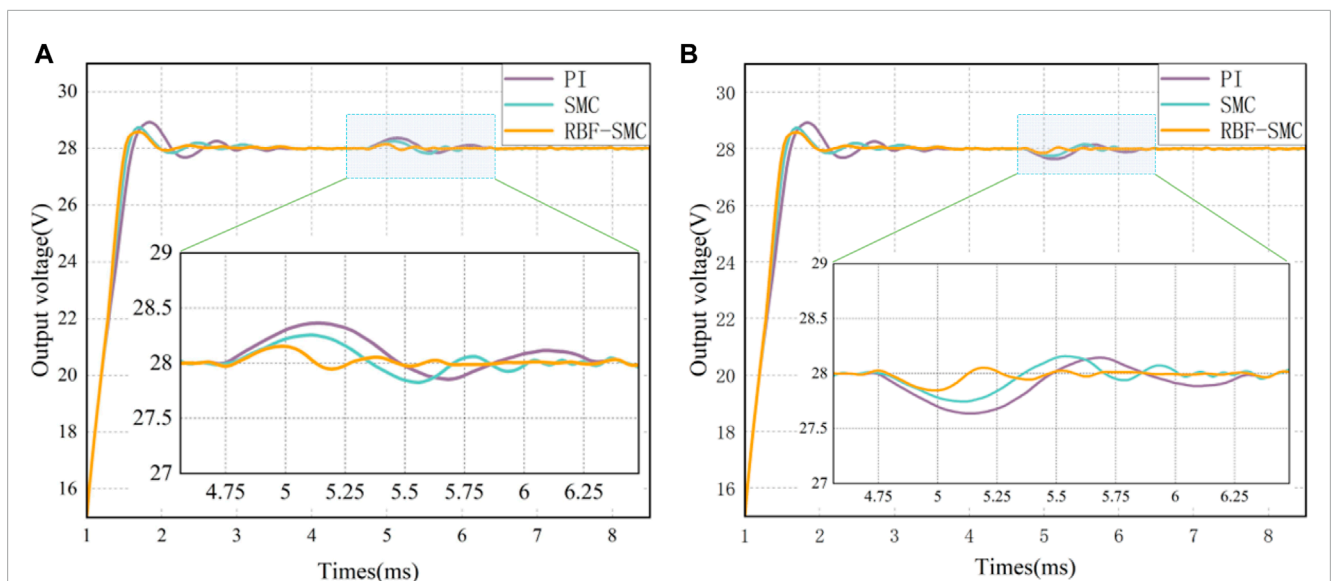 A
PI
SMC
RBF-SMC
Output voltage(V)
30
28
26
24
22
20
18
16
29
28.5
28
27.5
27
4.75 5 5.25 5.5 5.75 6 6.25
1 2 3 4 5 6 7 8
Times(ms)
B
PI
SMC
RBF-SMC
Output voltage(V)
30
28
26
24
22
20
18
16
29
28.5
28
27.5
27
4.75 5 5.25 5.5 5.75 6 6.25
1 2 3 4 5 6 7 8
Times(ms)